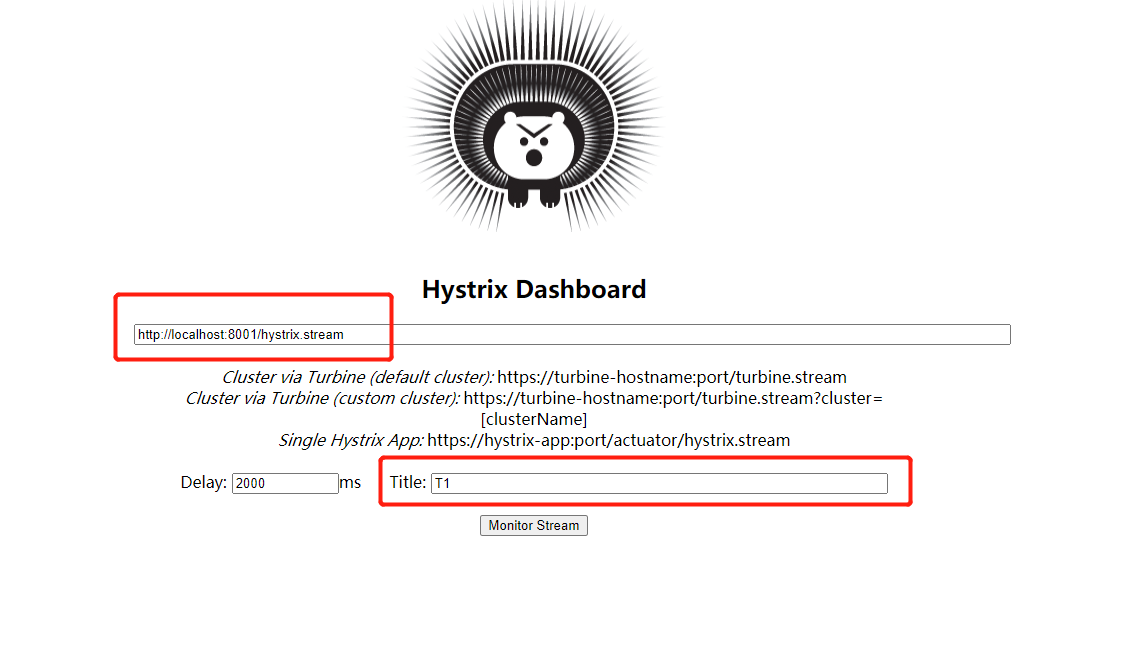 Hystrix Dashboard
http://localhost:8001/hystrix.stream
Cluster via Turbine (default cluster): https://turbine-hostname:port/turbine.stream
Cluster via Turbine (custom cluster): https://turbine-hostname:port/turbine.stream?cluster=
[clusterName]
Single Hystrix App: https://hystrix-app:port/actuator/hystrix.stream
Delay: 2000 ms Title: T1
Monitor Stream